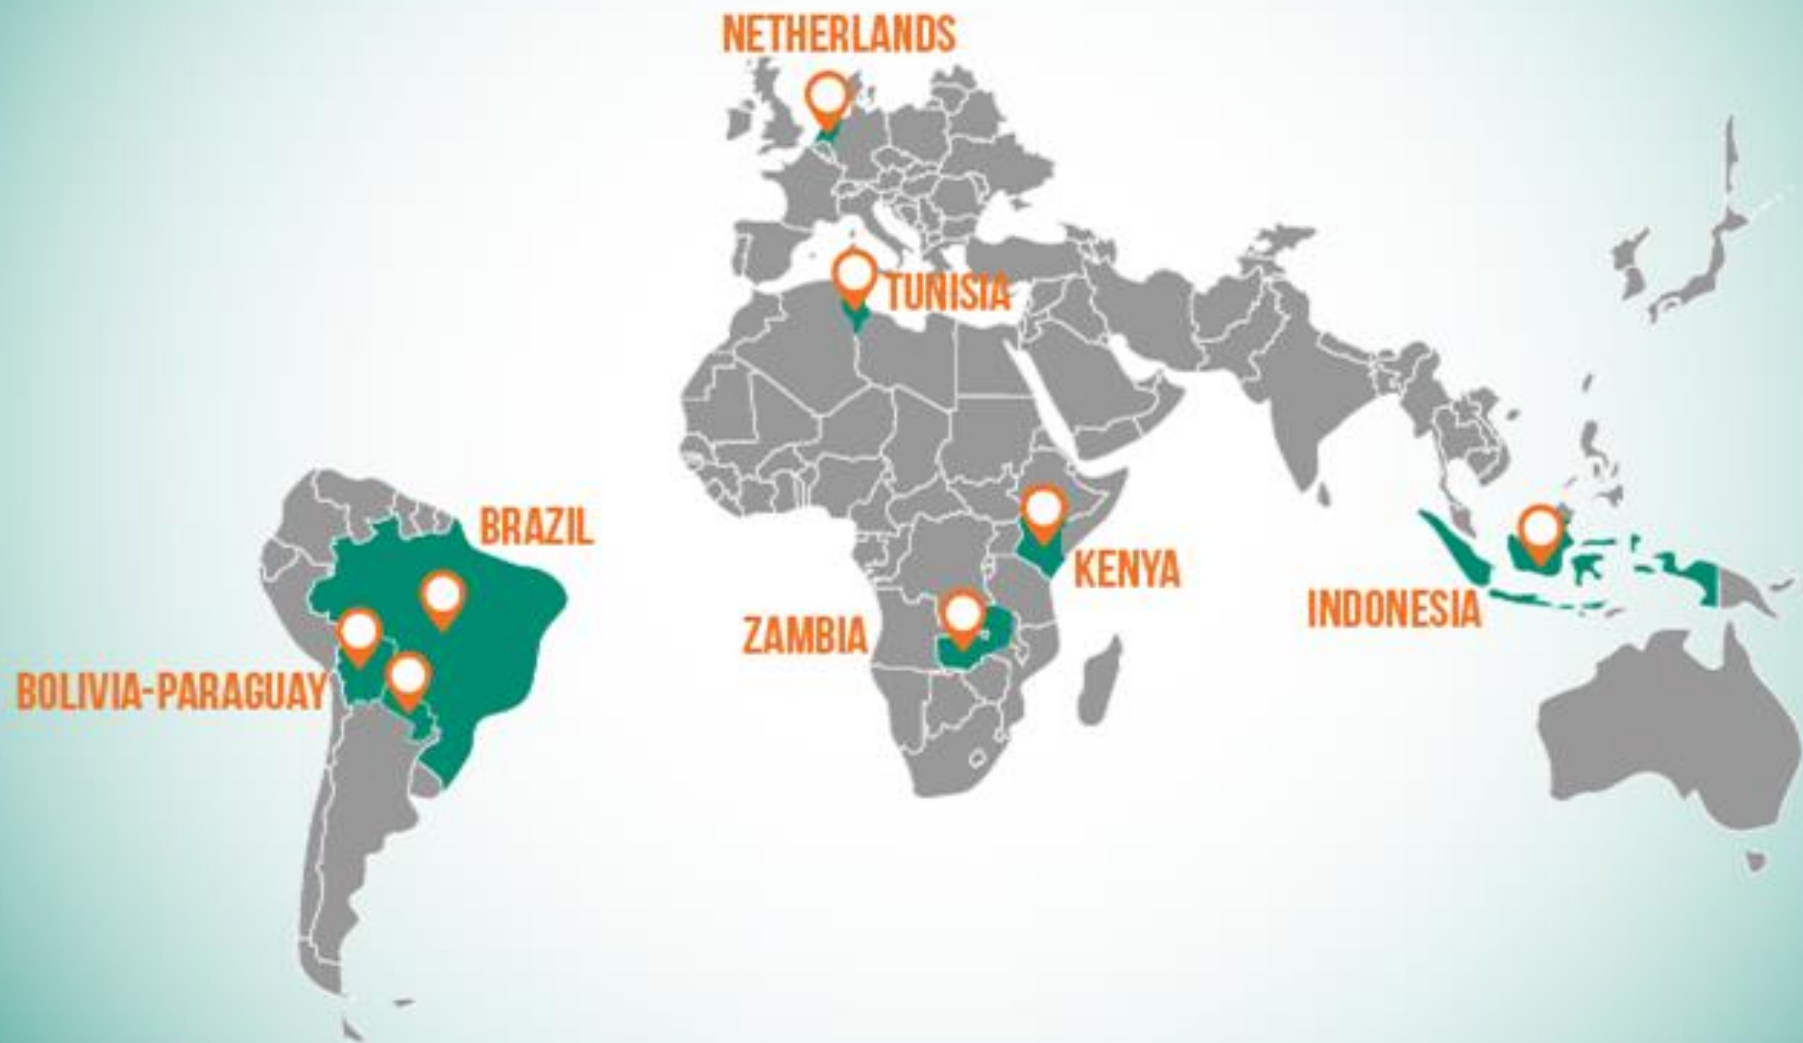 NETHERLANDS
TUNISIA
BRAZIL
KENYA
ZAMBIA
INDONESIA
BOLIVIA-PARAGUAY